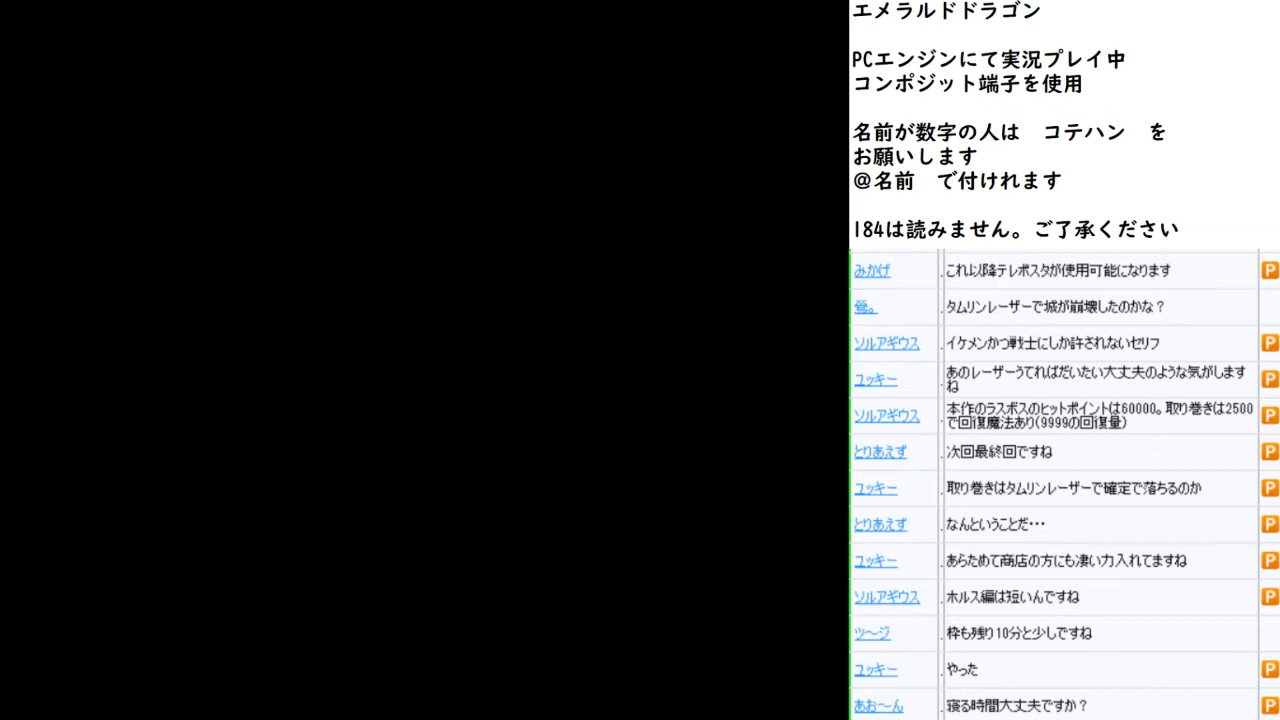 エメラルドドラゴン
PCエンジンにて実況プレイ中
コンポジット端子を使用
名前が数字の人は　コテハン　を
お願いします
＠名前　で付けれます
184は読みません。ご了承ください
みかげ . これ以降テレポスタが使用可能になります P
鶯。 . タムリンレーザーで城が崩壊したのかな？
ソルアギウス . イケメンかつ戦士にしか許されないセリフ P
ユッキー . あのレーザーうてればだいたい大丈夫のような気がします P
ね
ソルアギウス . 本作のラスボスのヒットポイントは60000。取り巻きは2500 P
で回復魔法あり(9999の回復量)
とりあえず . 次回最終回ですね P
ユッキー . 取り巻きはタムリンレーザーで確定で落ちるのか P
とりあえず . なんということだ・・・ P
ユッキー . あらためて商店の方にも凄い力入れてますね P
ソルアギウス . ホルス編は短いんですね P
ツ～ジ . 枠も残り10分と少しですね
ユッキー . やった P
あお～ん . 寝る時間大丈夫ですか？ P